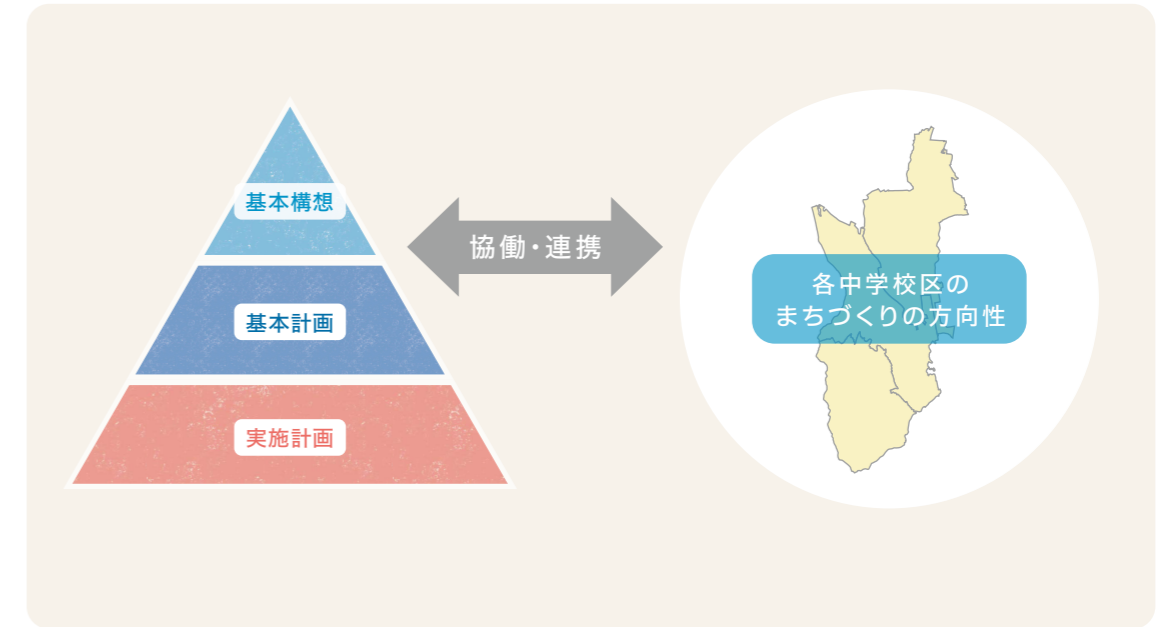 基本構想
基本計画
実施計画
協働・連携
各中学校区の
まちづくりの方向性